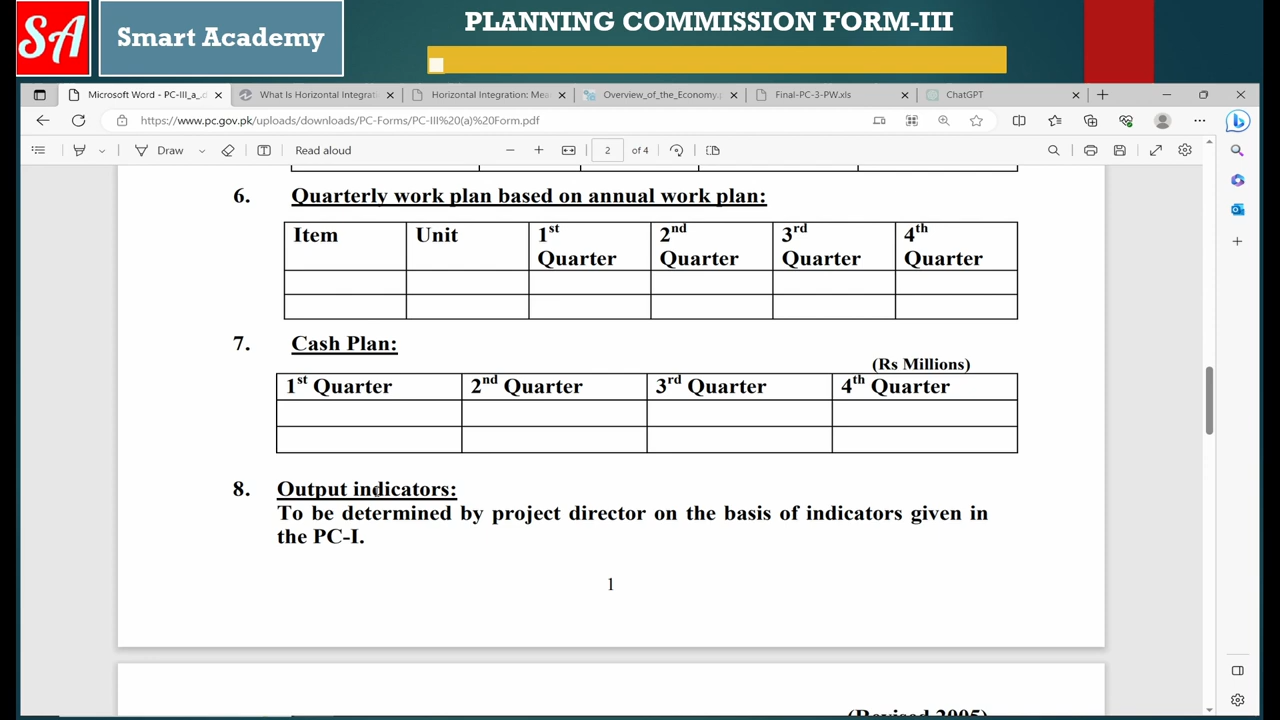 SA
Smart Academy
PLANNING COMMISSION FORM-III
Microsoft Word - PC-III_a_.d
What Is Horizontal Integrati
Horizontal Integration: Mea
Overview_of_the_Economy.p
Final-PC-3-PW.xls
ChatGPT
https://www.pc.gov.pk/uploads/downloads/PC-Forms/PC-III%20(a)%20Form.pdf
Draw
Read aloud
2
of 4
6. Quarterly work plan based on annual work plan:
Item Unit 1st Quarter 2nd Quarter 3rd Quarter 4th Quarter
7. Cash Plan:
(Rs Millions)
1st Quarter 2nd Quarter 3rd Quarter 4th Quarter
8. Output indicators:
To be determined by project director on the basis of indicators given in
the PC-I.
1
(Revised 2005)